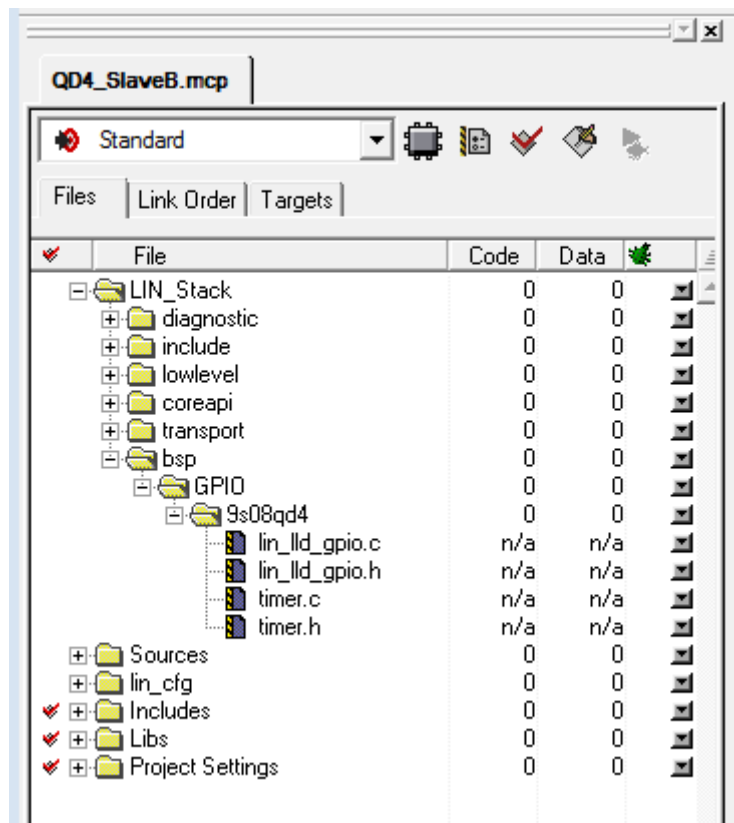 QD4_SlaveB.mcp
Standard
Files Link Order Targets
File Code Data
LIN_Stack 0 0
diagnostic 0 0
include 0 0
lowlevel 0 0
coreapi 0 0
transport 0 0
bsp 0 0
GPIO 0 0
9s08qd4 0 0
lin_lld_gpio.c n/a n/a
lin_lld_gpio.h n/a n/a
timer.c n/a n/a
timer.h n/a n/a
Sources 0 0
lin_cfg 0 0
Includes 0 0
Libs 0 0
Project Settings 0 0